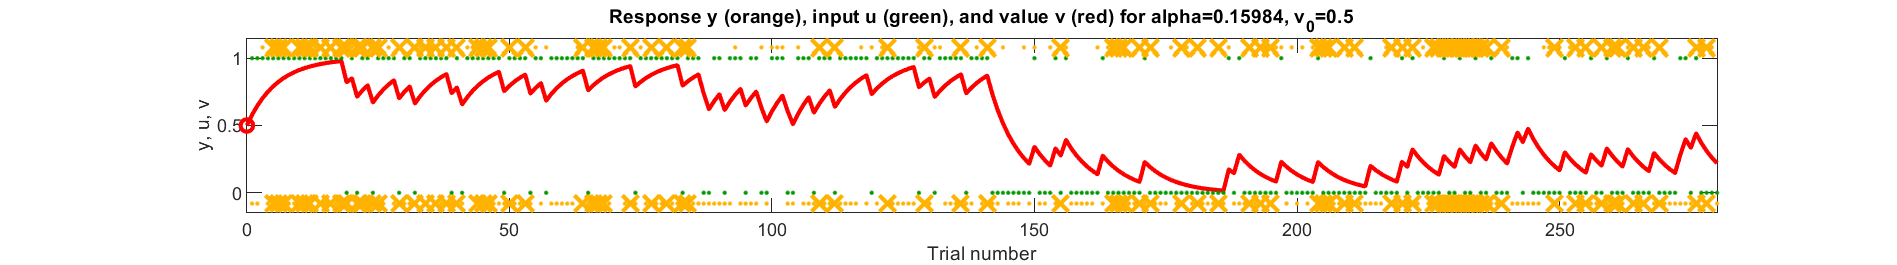 Response y (orange), input u (green), and value v (red) for alpha=0.15984, v0=0.5
y, u, v
1
0.5
0
0 50 100 150 200 250
Trial number